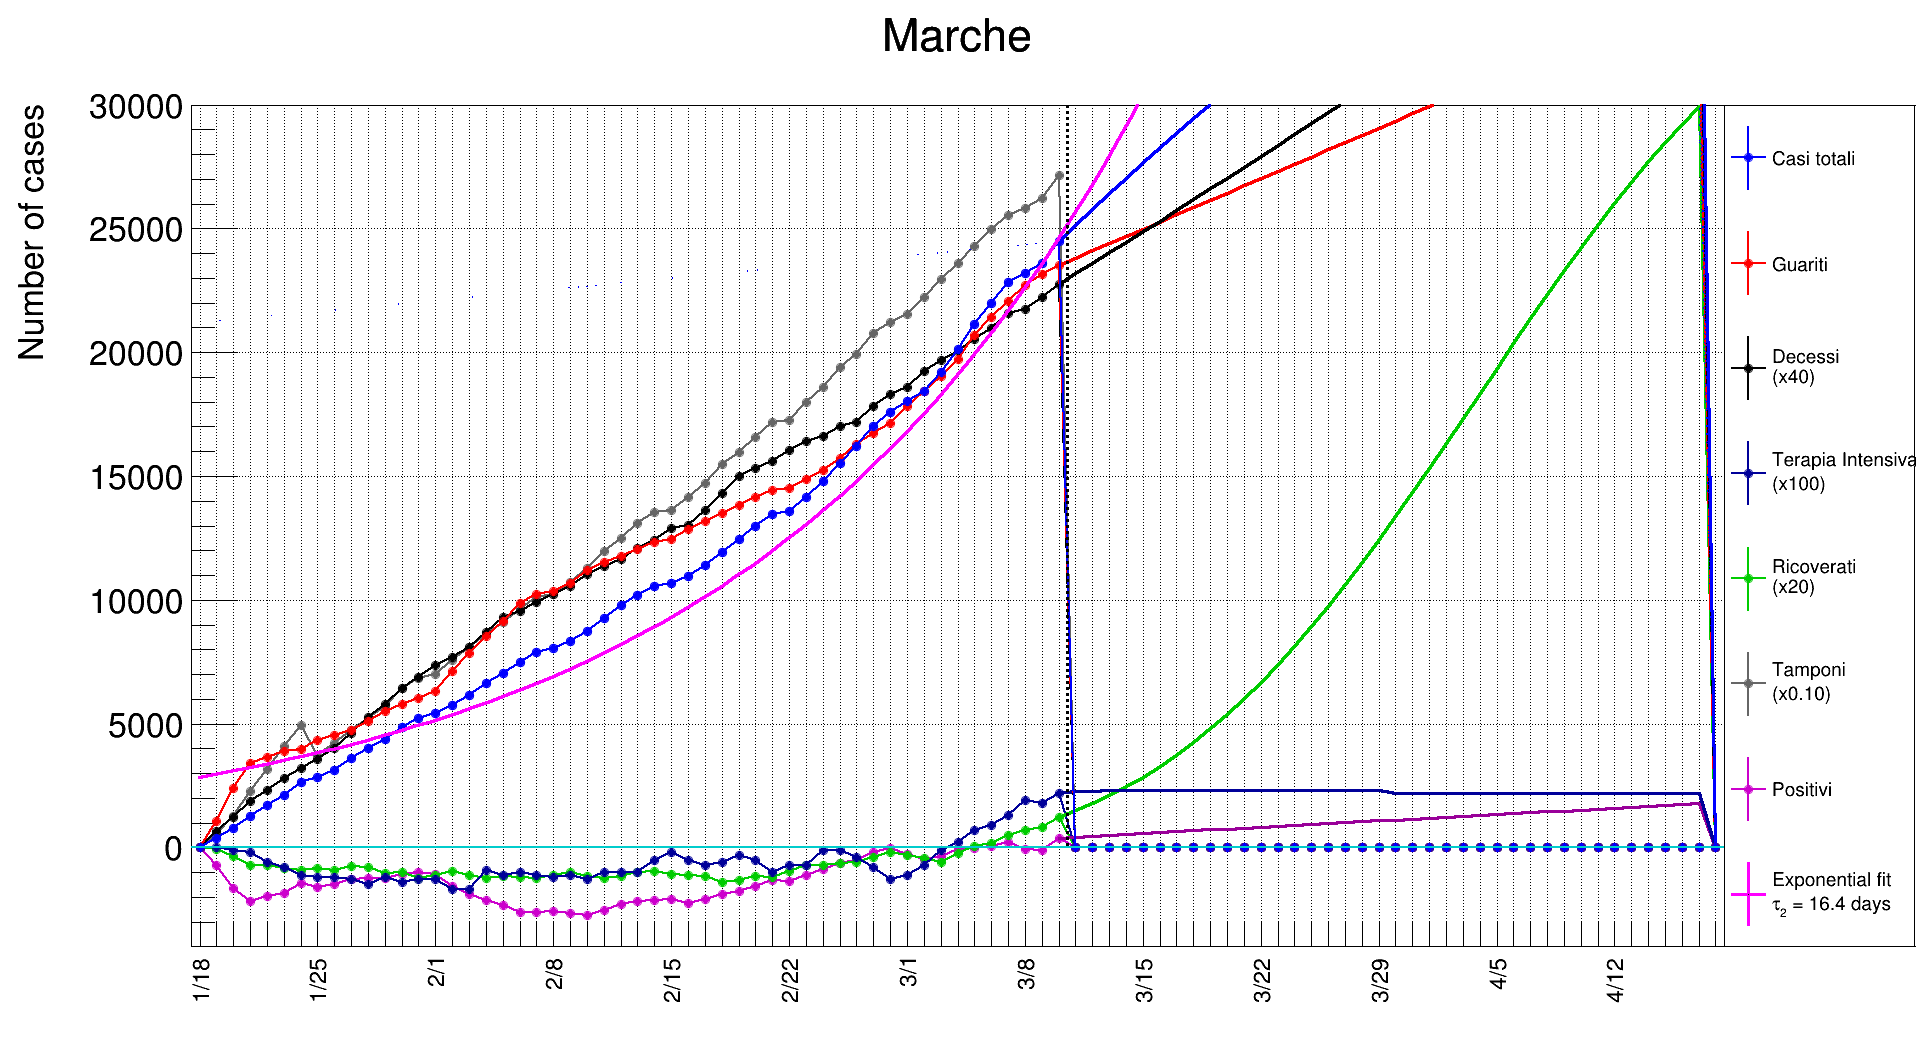 Marche
Number of cases
30000
25000
20000
15000
10000
5000
0
1/18
1/25
2/1
2/8
2/15
2/22
3/1
3/8
3/15
3/22
3/29
4/5
4/12
Casi totali
Guariti
Decessi
(x40)
Terapia Intensiva
(x100)
Ricoverati
(x20)
Tamponi
(x0.10)
Positivi
Exponential fit
τ2 = 16.4 days